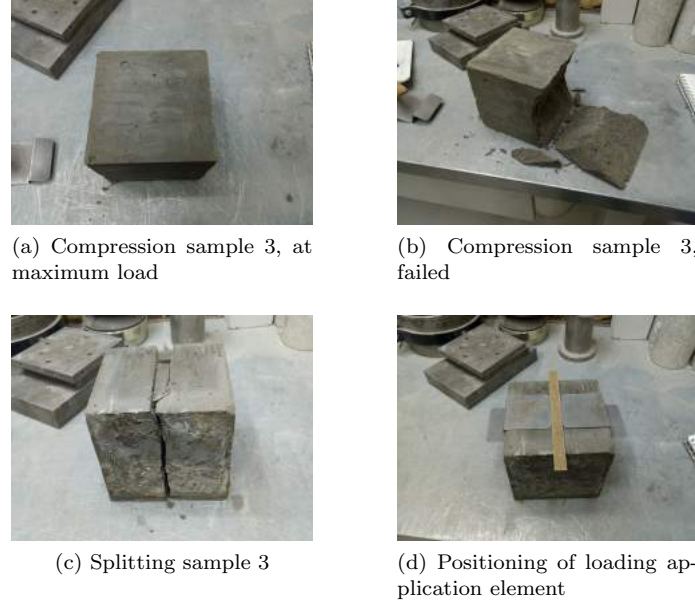 (a) Compression sample 3, at
maximum load
(b) Compression sample 3,
failed
(c) Splitting sample 3
(d) Positioning of loading ap-
plication element